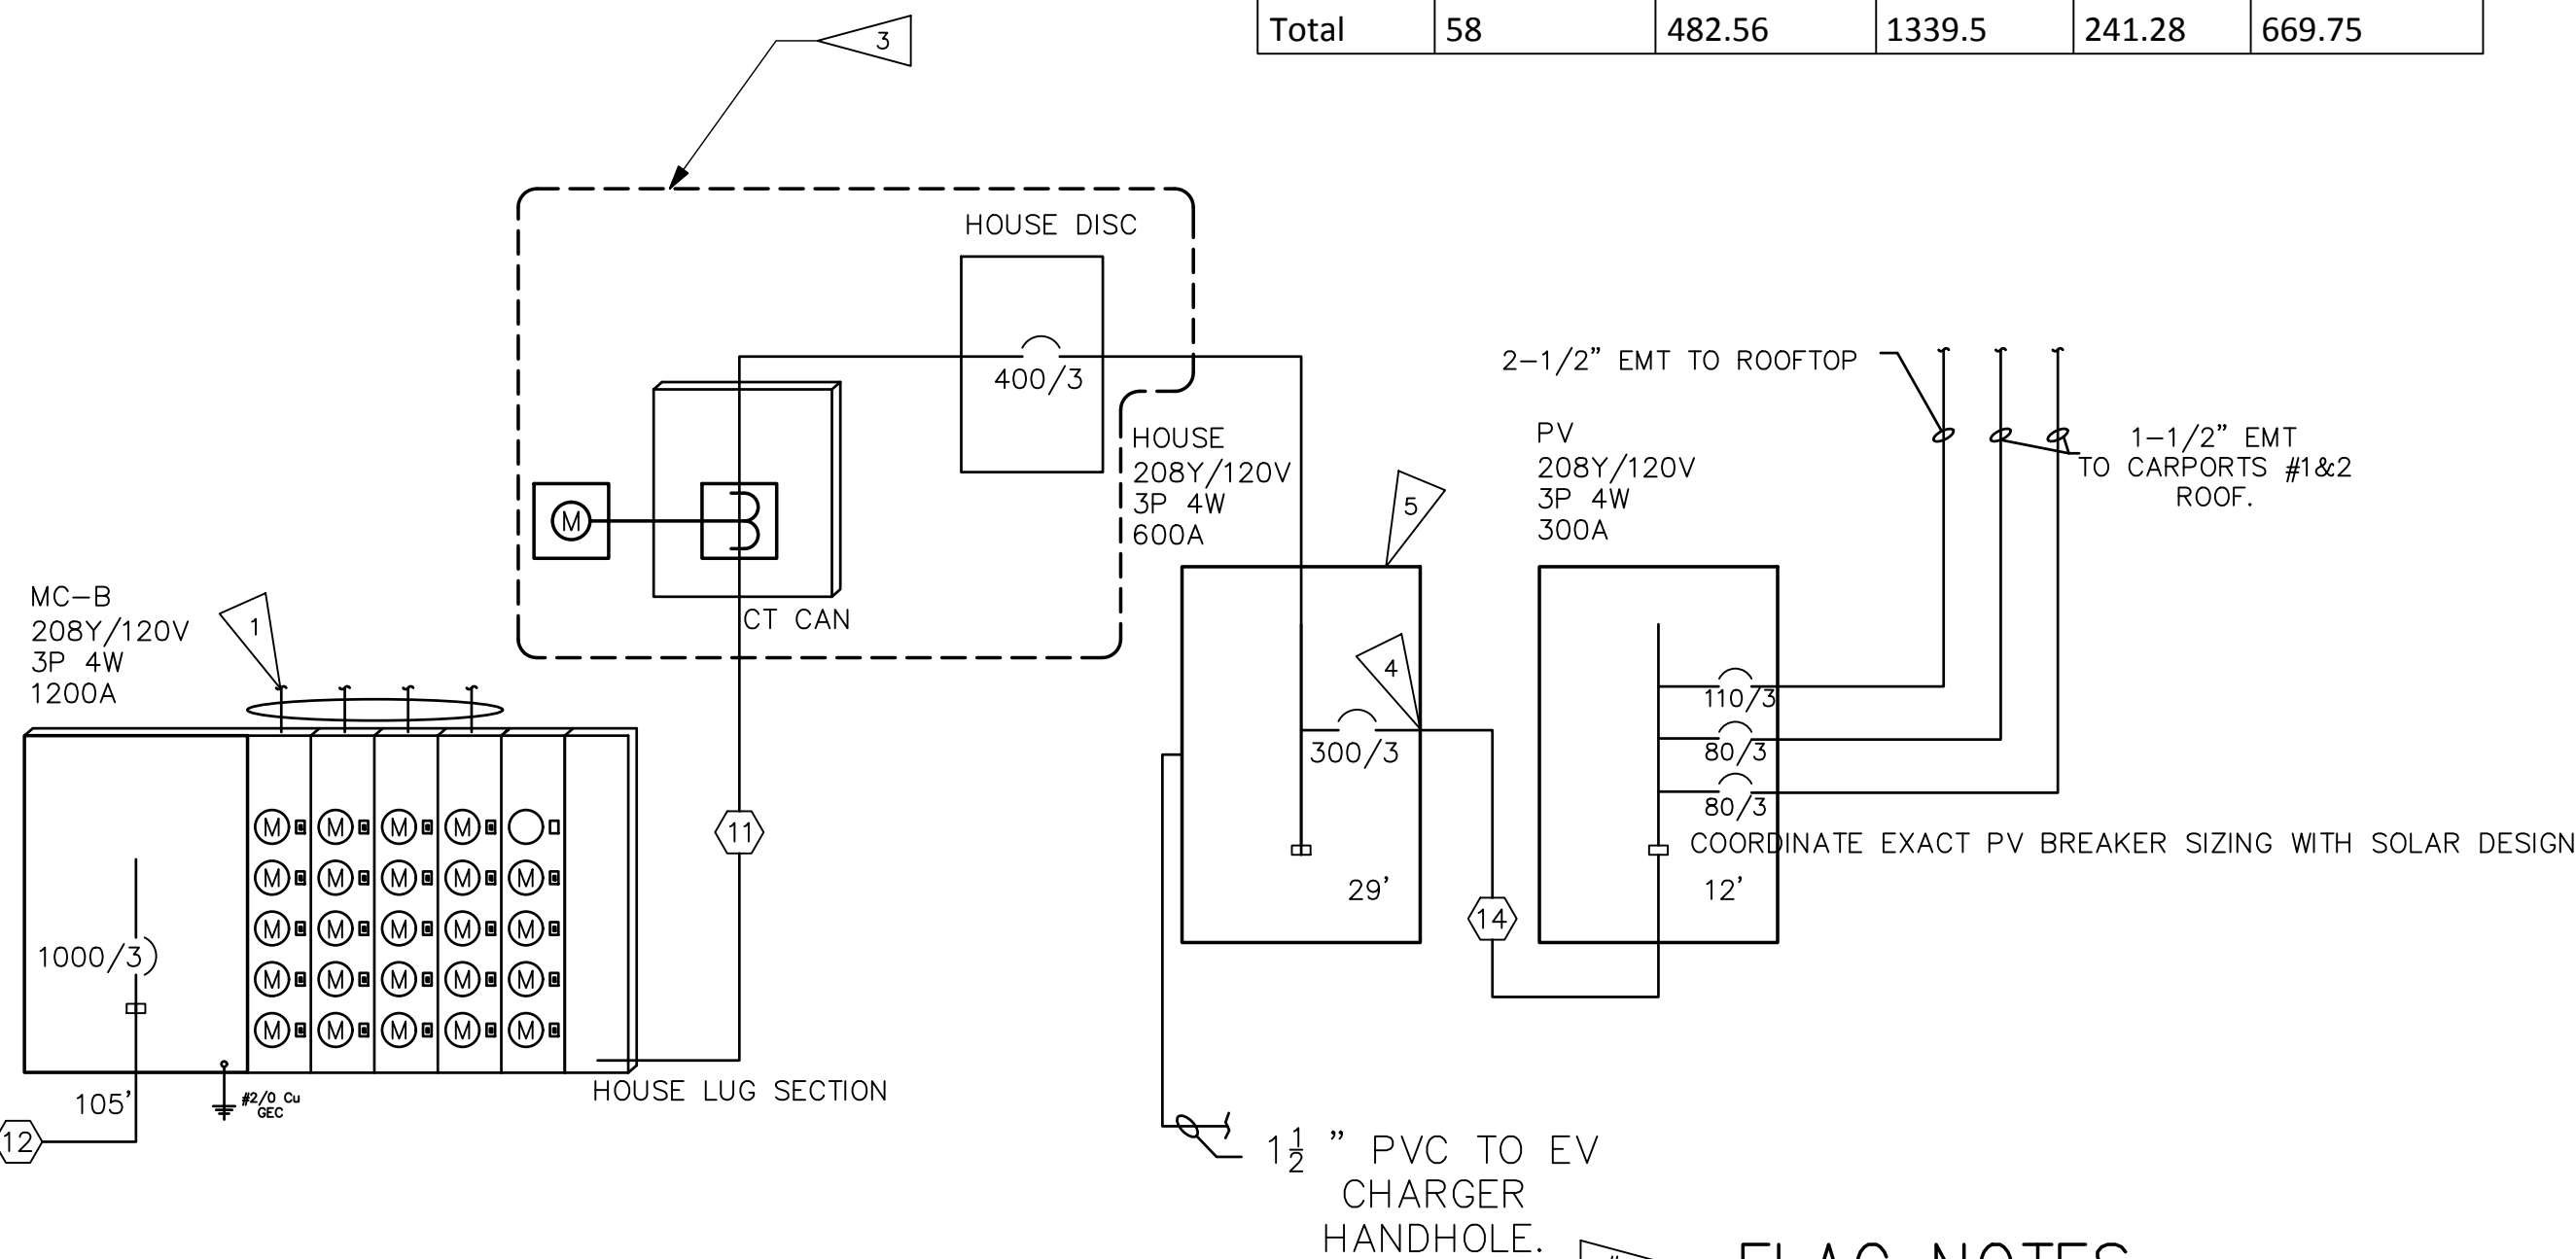 Total 58 482.56 1339.5 241.28 669.75
3
HOUSE DISC
400/3
2-1/2” EMT TO ROOFTOP
1-1/2” EMT
TO CARPORTS #1&2
ROOF.
HOUSE
208Y/120V
3P 4W
600A
PV
208Y/120V
3P 4W
300A
5
M
CT CAN
MC-B
208Y/120V
3P 4W
1200A
1
4
110/3
300/3
80/3
80/3
COORDINATE EXACT PV BREAKER SIZING WITH SOLAR DESIGN
M M M M
M M M M M
M M M M M
M M M M M
M M M M M
11
1000/3
29’
12’
14
HOUSE LUG SECTION
105’
#2/0 Cu
GEC
12
1½ ” PVC TO EV
CHARGER
HANDHOLE.
FLAG NOTES